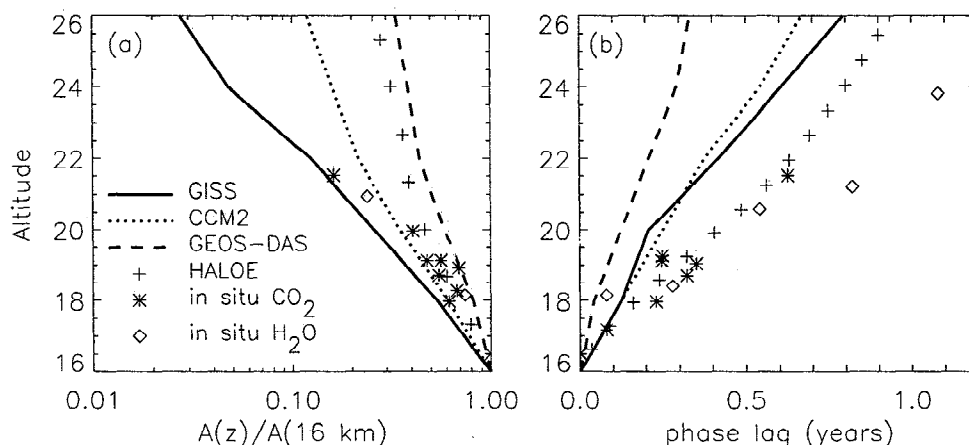 (a)
(b)
26
24
22
20
18
16
Altitude
GISS
CCM2
GEOS-DAS
HALOE
in situ CO2
in situ H2O
0.01
0.10
1.00
A(z)/A(16 km)
26
24
22
20
18
16
0.0
0.5
1.0
phase lag (years)